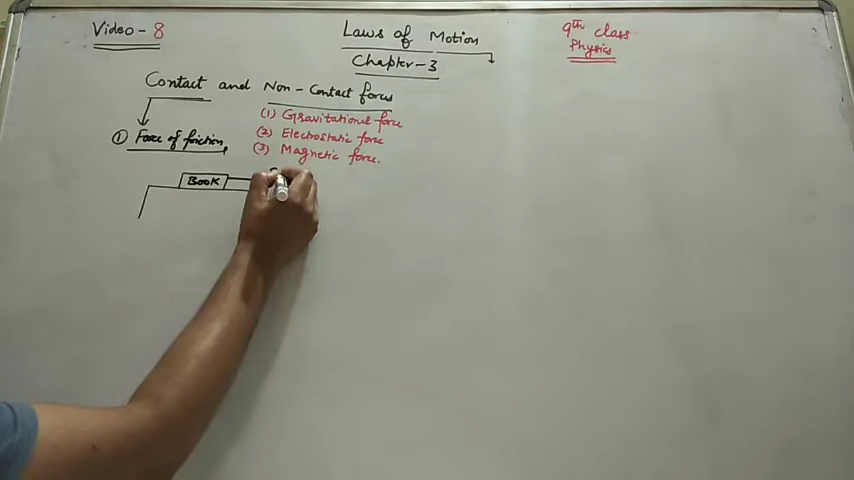 Video - 8
Laws of Motion
Chapter - 3
9th class
Physics
Contact and Non - Contact forces
(1) Gravitational force
(2) Electrostatic force
(3) Magnetic force.
① Force of friction
Book